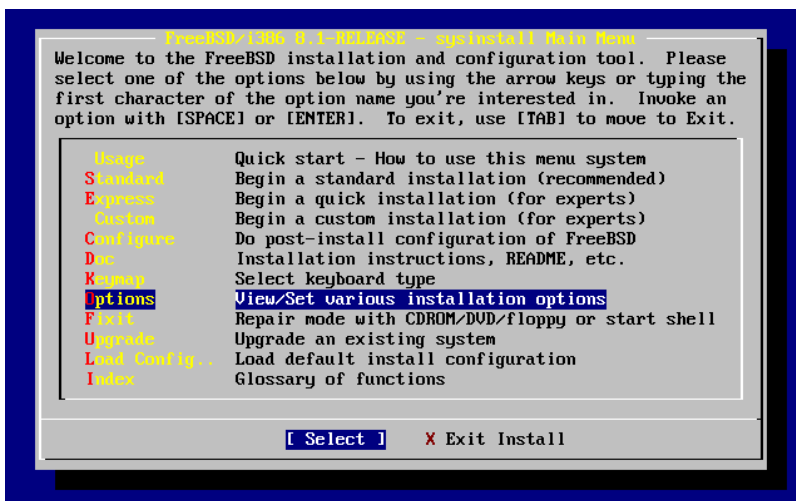 FreeBSD/i386 8.1-RELEASE - sysinstall Main Menu
Welcome to the FreeBSD installation and configuration tool.  Please
select one of the options below by using the arrow keys or typing the
first character of the option name you're interested in.  Invoke an
option with [SPACE] or [ENTER].  To exit, use [TAB] to move to Exit.
Usage Quick start - How to use this menu system
Standard Begin a standard installation (recommended)
Express Begin a quick installation (for experts)
Custom Begin a custom installation (for experts)
Configure Do post-install configuration of FreeBSD
Doc Installation instructions, README, etc.
Keymap Select keyboard type
Options View/Set various installation options
Fixit Repair mode with CDROM/DVD/floppy or start shell
Upgrade Upgrade an existing system
Load Config.. Load default install configuration
Index Glossary of functions
[ Select ] X Exit Install